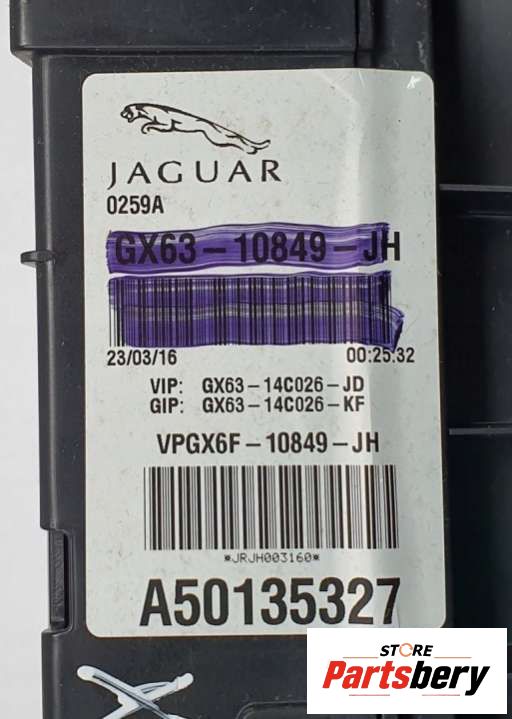 JAGUAR
0259A
GX63-10849-JH
23/03/16 00:25:32
VIP: GX63-14C026-JD
GIP: GX63-14C026-KF
VPGX6F-10849-JH
*JRJH003160*
A50135327
STORE
Partsbery